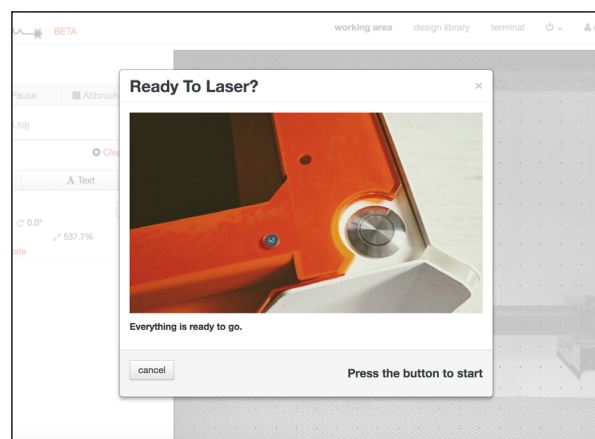 BETA
working area design library terminal
Pause Abbruch
.59)
Clea
A Text
0.0°
537.7%
ate
Ready To Laser?
×
Everything is ready to go.
cancel
Press the button to start